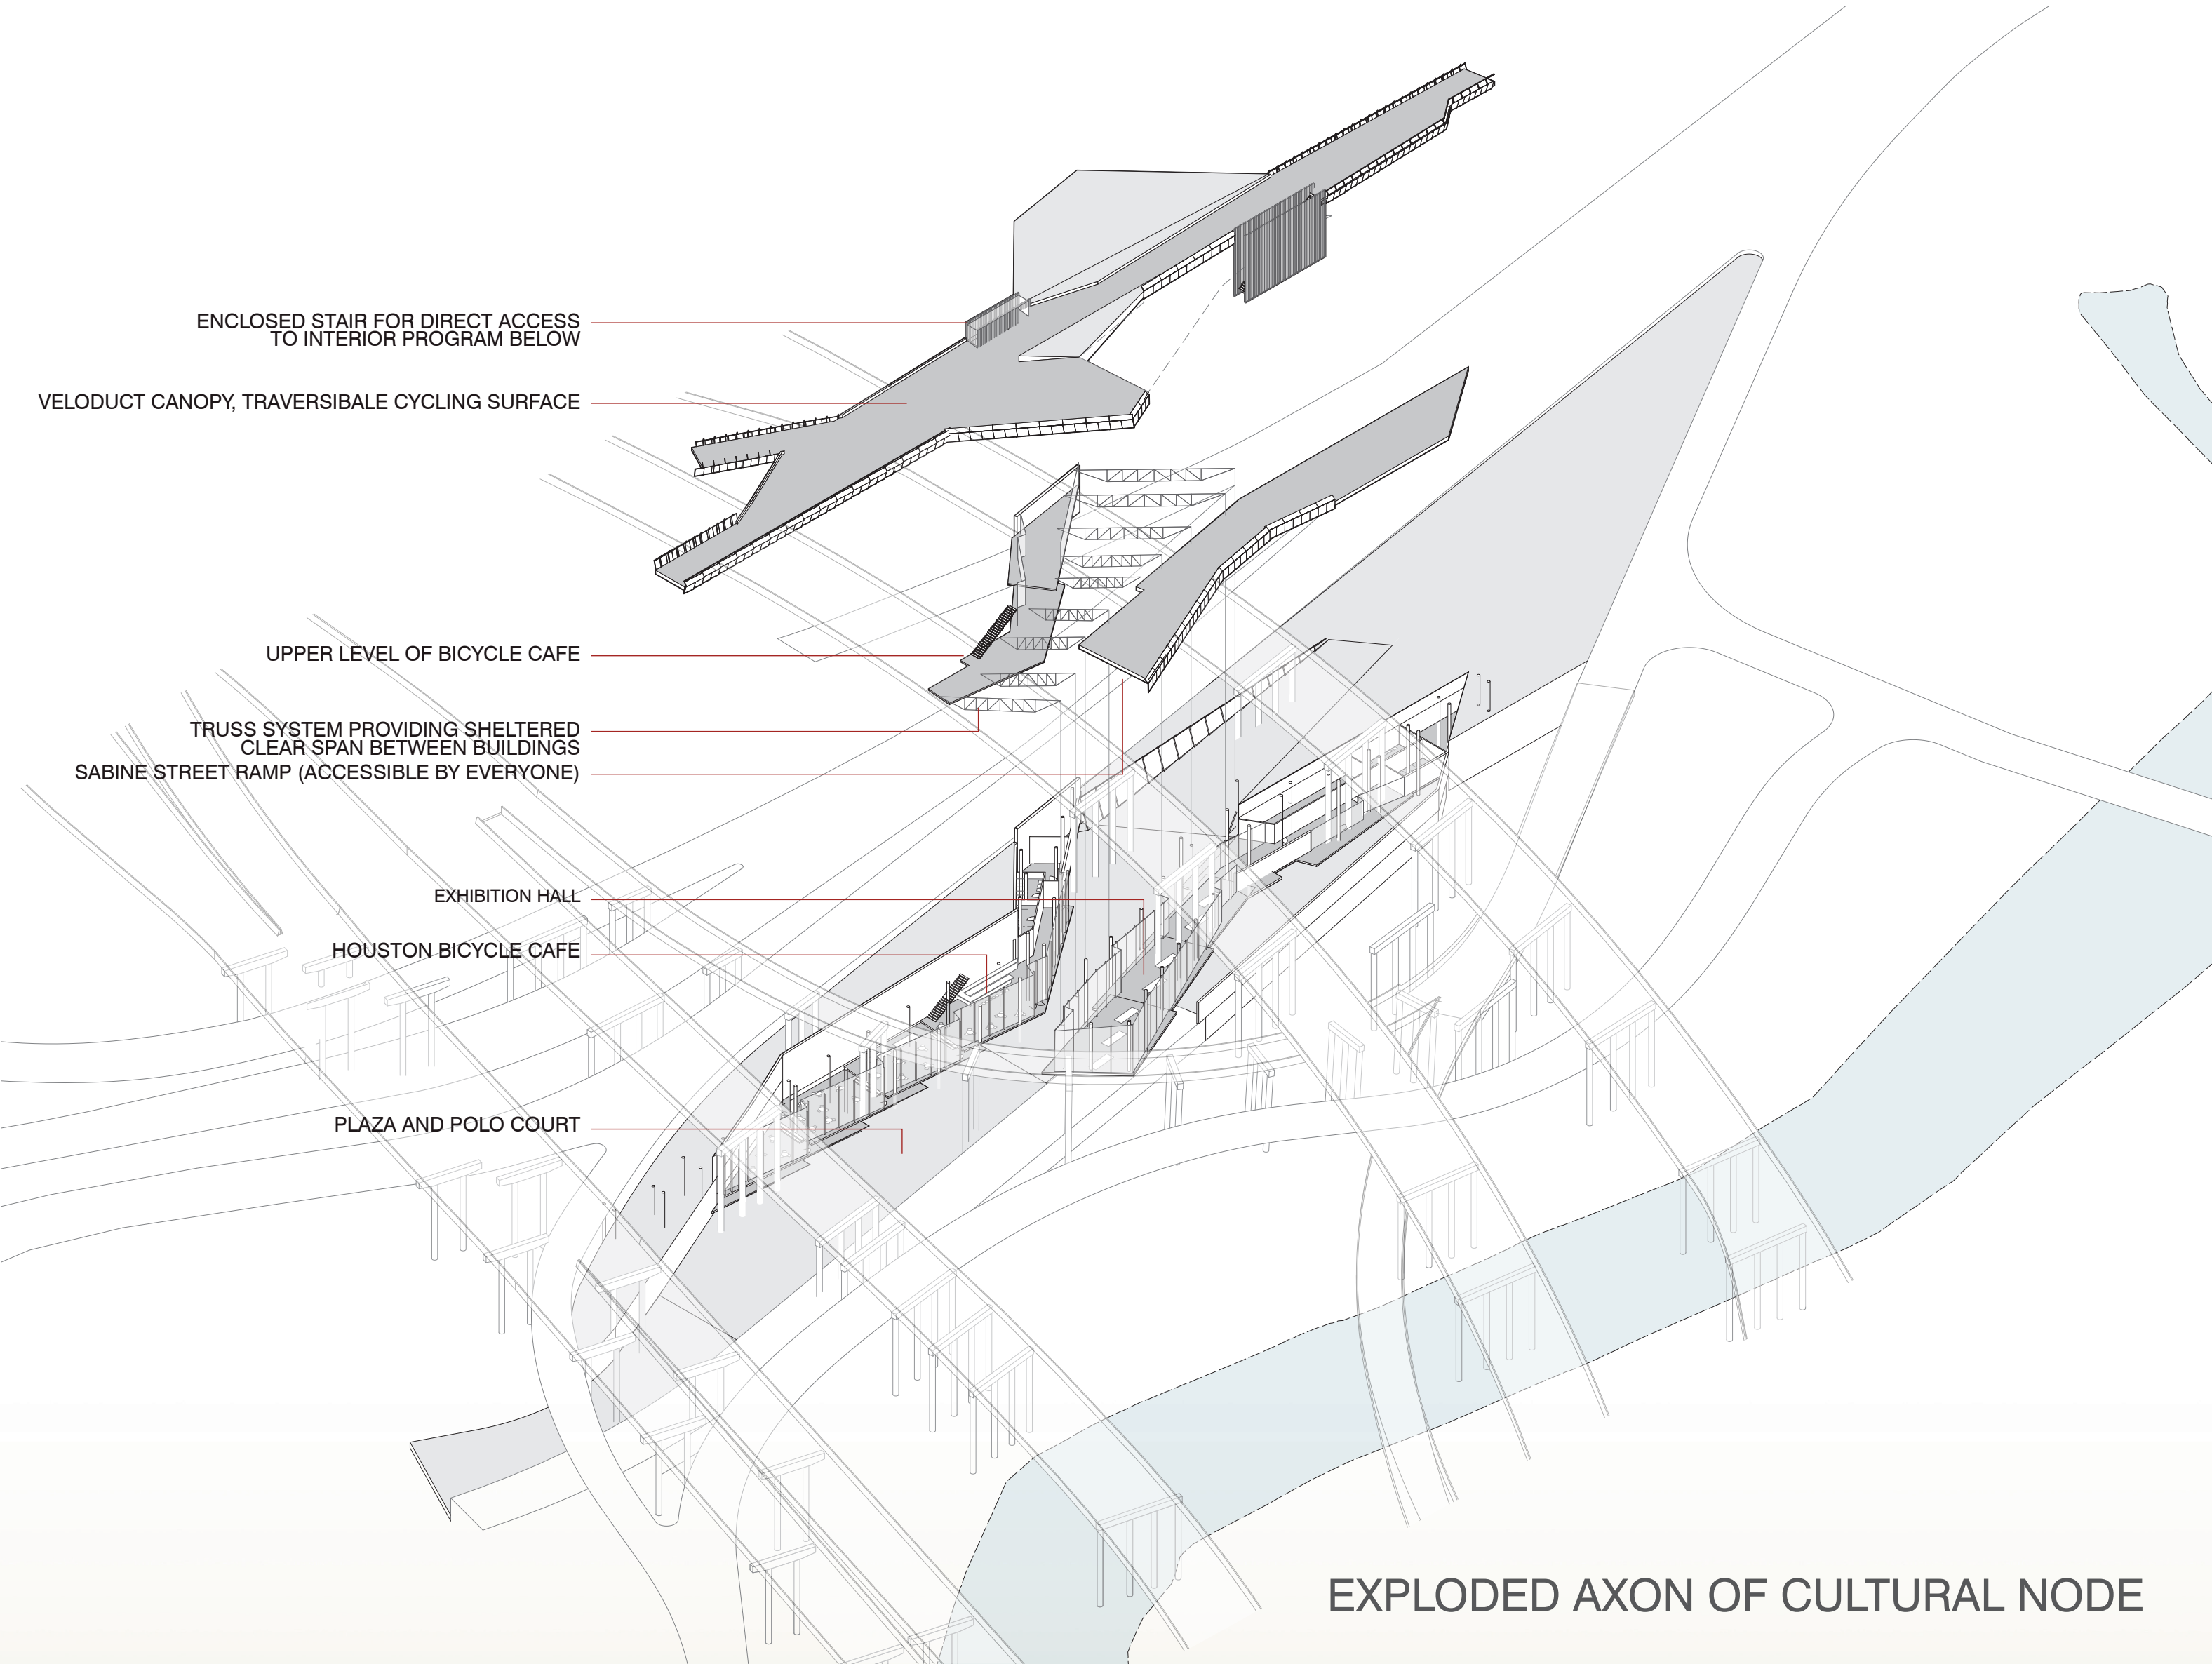 ENCLOSED STAIR FOR DIRECT ACCESS
TO INTERIOR PROGRAM BELOW
VELODUCT CANOPY, TRAVERSIBALE CYCLING SURFACE
UPPER LEVEL OF BICYCLE CAFE
TRUSS SYSTEM PROVIDING SHELTERED
CLEAR SPAN BETWEEN BUILDINGS
SABINE STREET RAMP (ACCESSIBLE BY EVERYONE)
EXHIBITION HALL
HOUSTON BICYCLE CAFE
PLAZA AND POLO COURT
EXPLODED AXON OF CULTURAL NODE